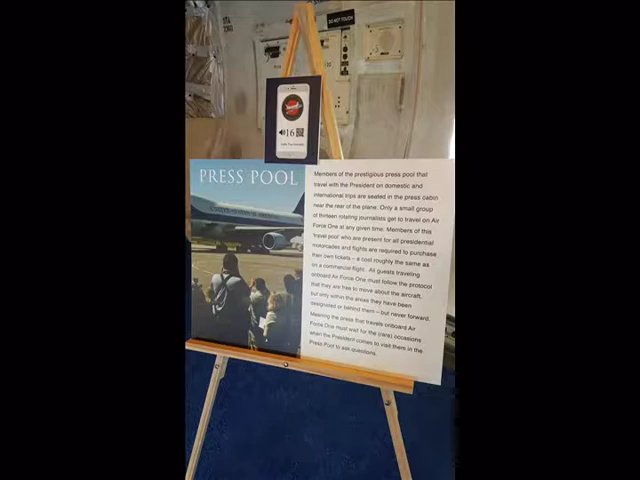 DO NOT TOUCH
16
PRESS POOL
Members of the prestigious press pool that
travel with the President on domestic and
international trips are seated in the press cabin
near the rear of the plane. Only a small group
of thirteen rotating journalists get to travel on Air
Force One at any given time. Members of this
'travel pool' who are present for all presidential
motorcades and flights are required to purchase
their own tickets – a cost roughly the same as
on a commercial flight. All guests traveling
onboard Air Force One must follow the protocol
that they are free to move about the aircraft,
but only within the areas they have been
designated or behind them – but never forward.
Meaning the press that travels onboard Air
Force One must wait for the (rare) occasions
when the President comes to visit them in the
Press Pool to ask questions.